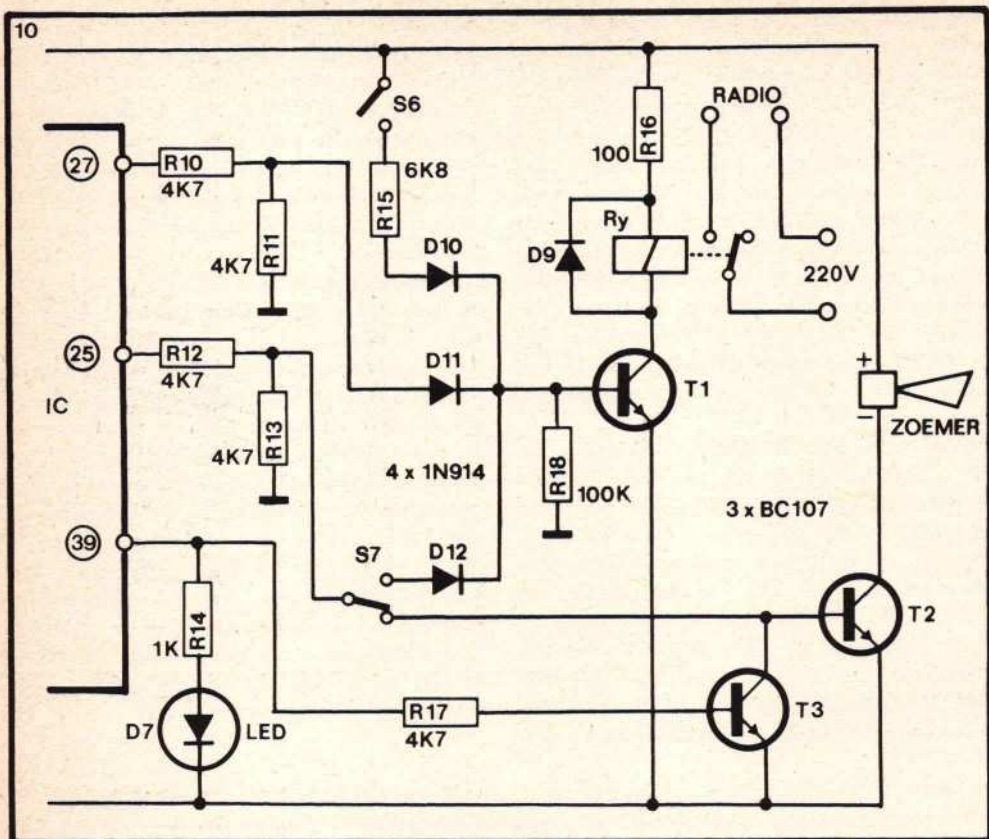 10
S6
RADIO
27
R10
4K7
6K8
R15
R16
100
R11
4K7
D10
Ry
D9
220V
25
R12
4K7
D11
T1
IC
R13
4K7
4 x 1N914
R18
100K
+
-
ZOEMER
3 x BC107
39
S7
D12
R14
1K
T2
D7
LED
R17
4K7
T3